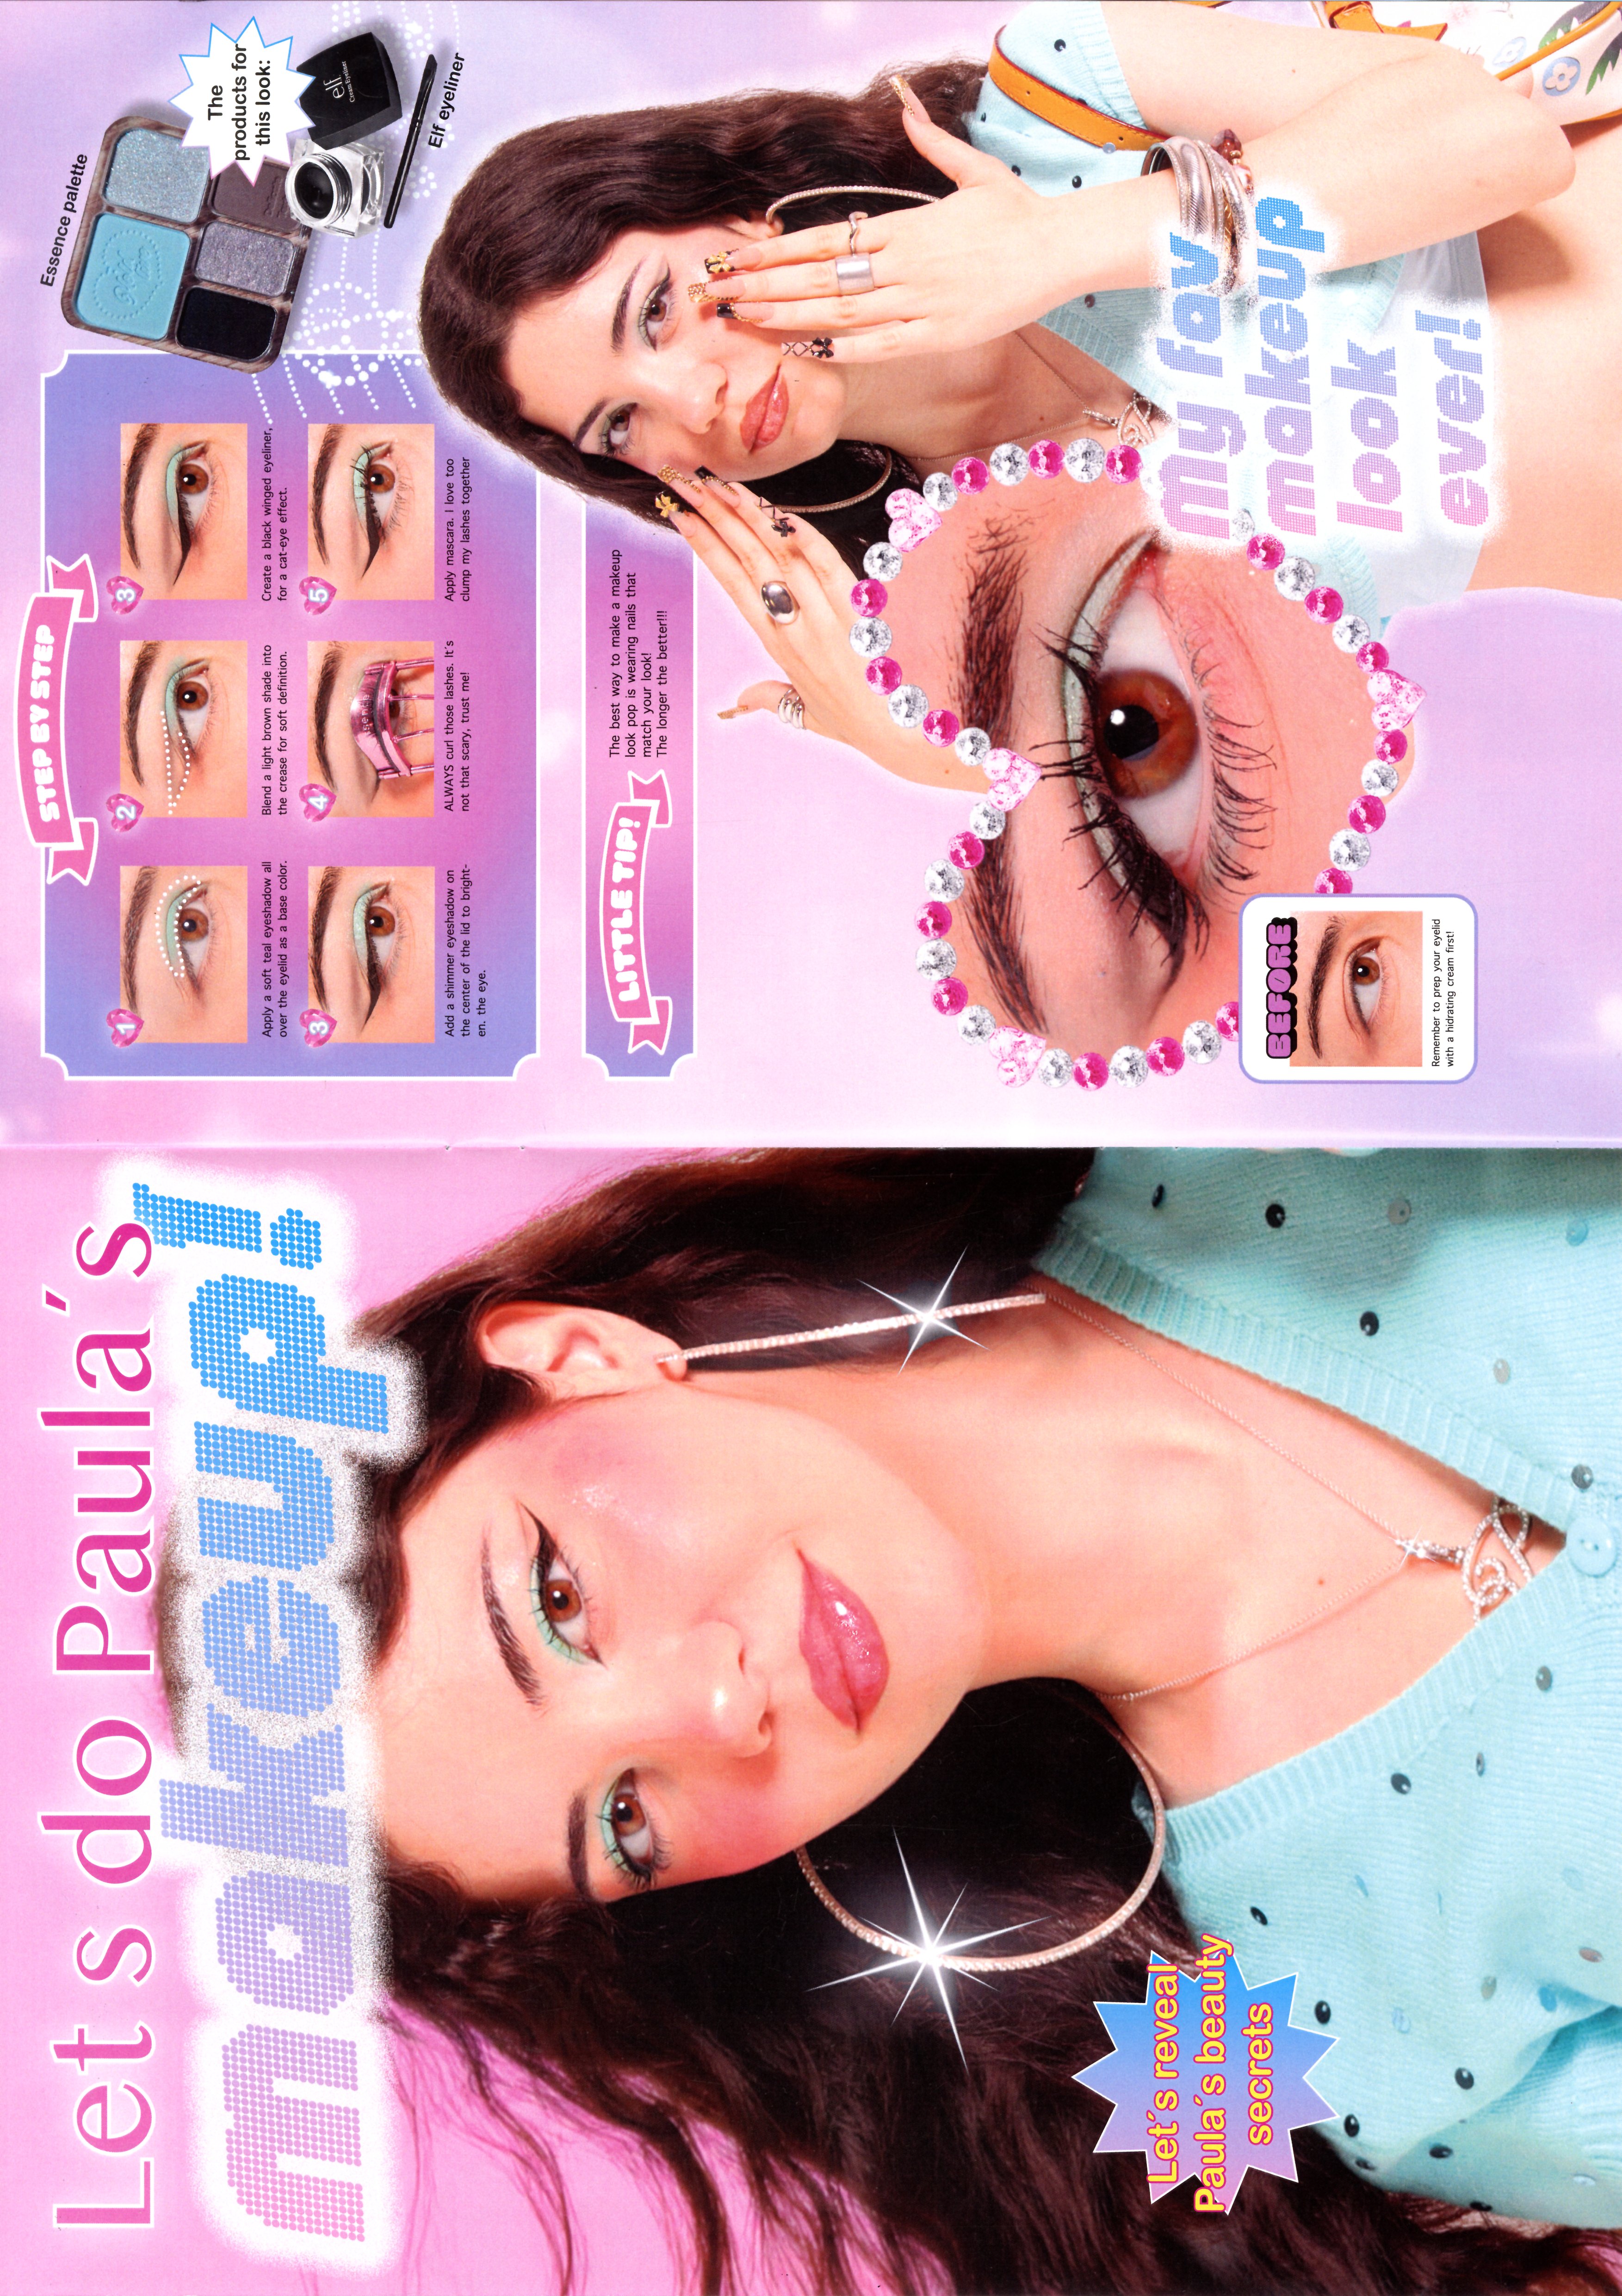 Let s do Paula´s
makeup!
Let´s reveal
Paula´s beauty
secrets
STEP BY STEP
1
Apply a soft teal eyeshadow all
over the eyelid as a base color.
2
Blend a light brown shade into
the crease for soft definition.
3
Create a black winged eyeliner,
for a cat-eye effect.
3
Add a shimmer eyeshadow on
the center of the lid to bright-
en. the eye.
4
ALWAYS curl those lashes. It´s
not that scary, trust me!
5
Apply mascara. I love too
clump my lashes together
Essence palette
The
products for
this look:
elf
Cream Eyeliner
Elf eyeliner
LITTLE TIP!
The best way to make a makeup
look pop is wearing nails that
match your look!
The longer the better!!!
BEFORE
Remember to prep your eyelid
with a hidrating cream first!
My fav
makeup
look
ever!